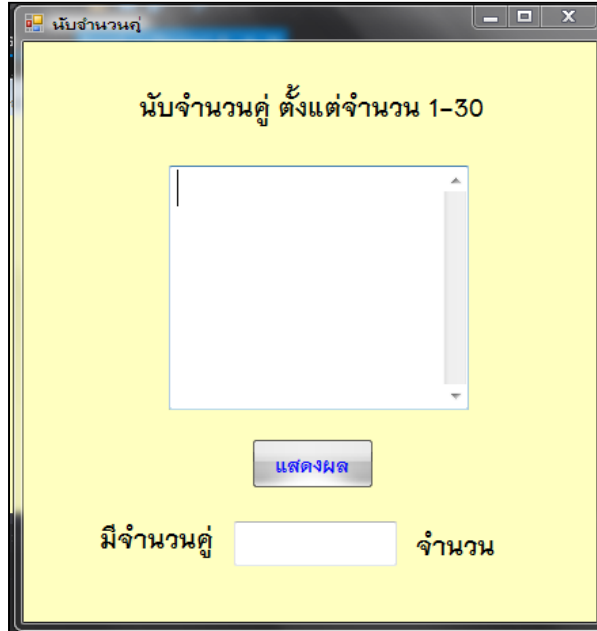 นับจำนวนคู่
นับจำนวนคู่ ตั้งแต่จำนวน 1-30
แสดงผล
มีจำนวนคู่ จำนวน